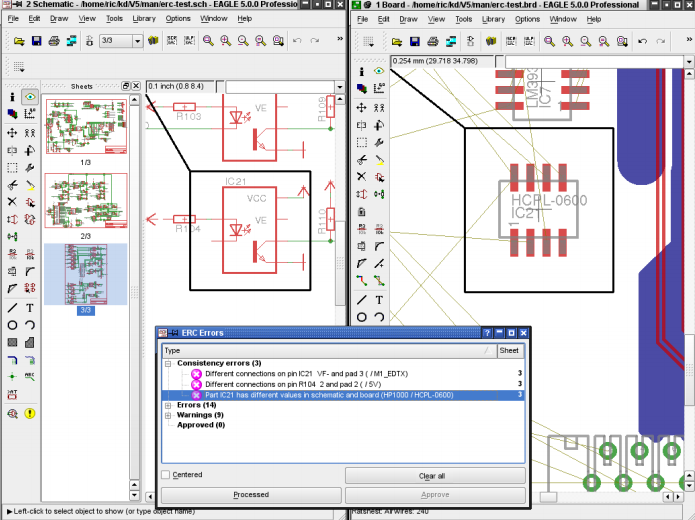 2 Schematic - /home/ric/kd/V5/man/erc-test.sch - EAGLE 5.0.0 Profession
File Edit Draw View Tools Library Options Window Help
3/3
Sheets
0.1 inch (0.8 8.4)
1/3
2/3
3/3
R103
VE
R109
IC21
VCC
VE
R104
R110
Left-click to select object to show (or type object name)
1 Board - /home/ric/kd/V5/man/erc-test.brd - EAGLE 5.0.0 Professional
File Edit Draw View Tools Library Options Window Help
0.254 mm (29.718 34.798)
LM393
IC7
HCPL-0600
IC21
1
Ratsnest: Airwires: 240
ERC Errors
Type Sheet
Consistency errors (3)
Different connections on pin IC21 VF- and pad 3 ( / M1_EDTX) 3
Different connections on pin R104 2 and pad 2 ( / 5V) 3
Part IC21 has different values in schematic and board (HP1000 / HCPL-0600) 3
Errors (14)
Warnings (9)
Approved (0)
Centered
Clear all
Processed
Approve